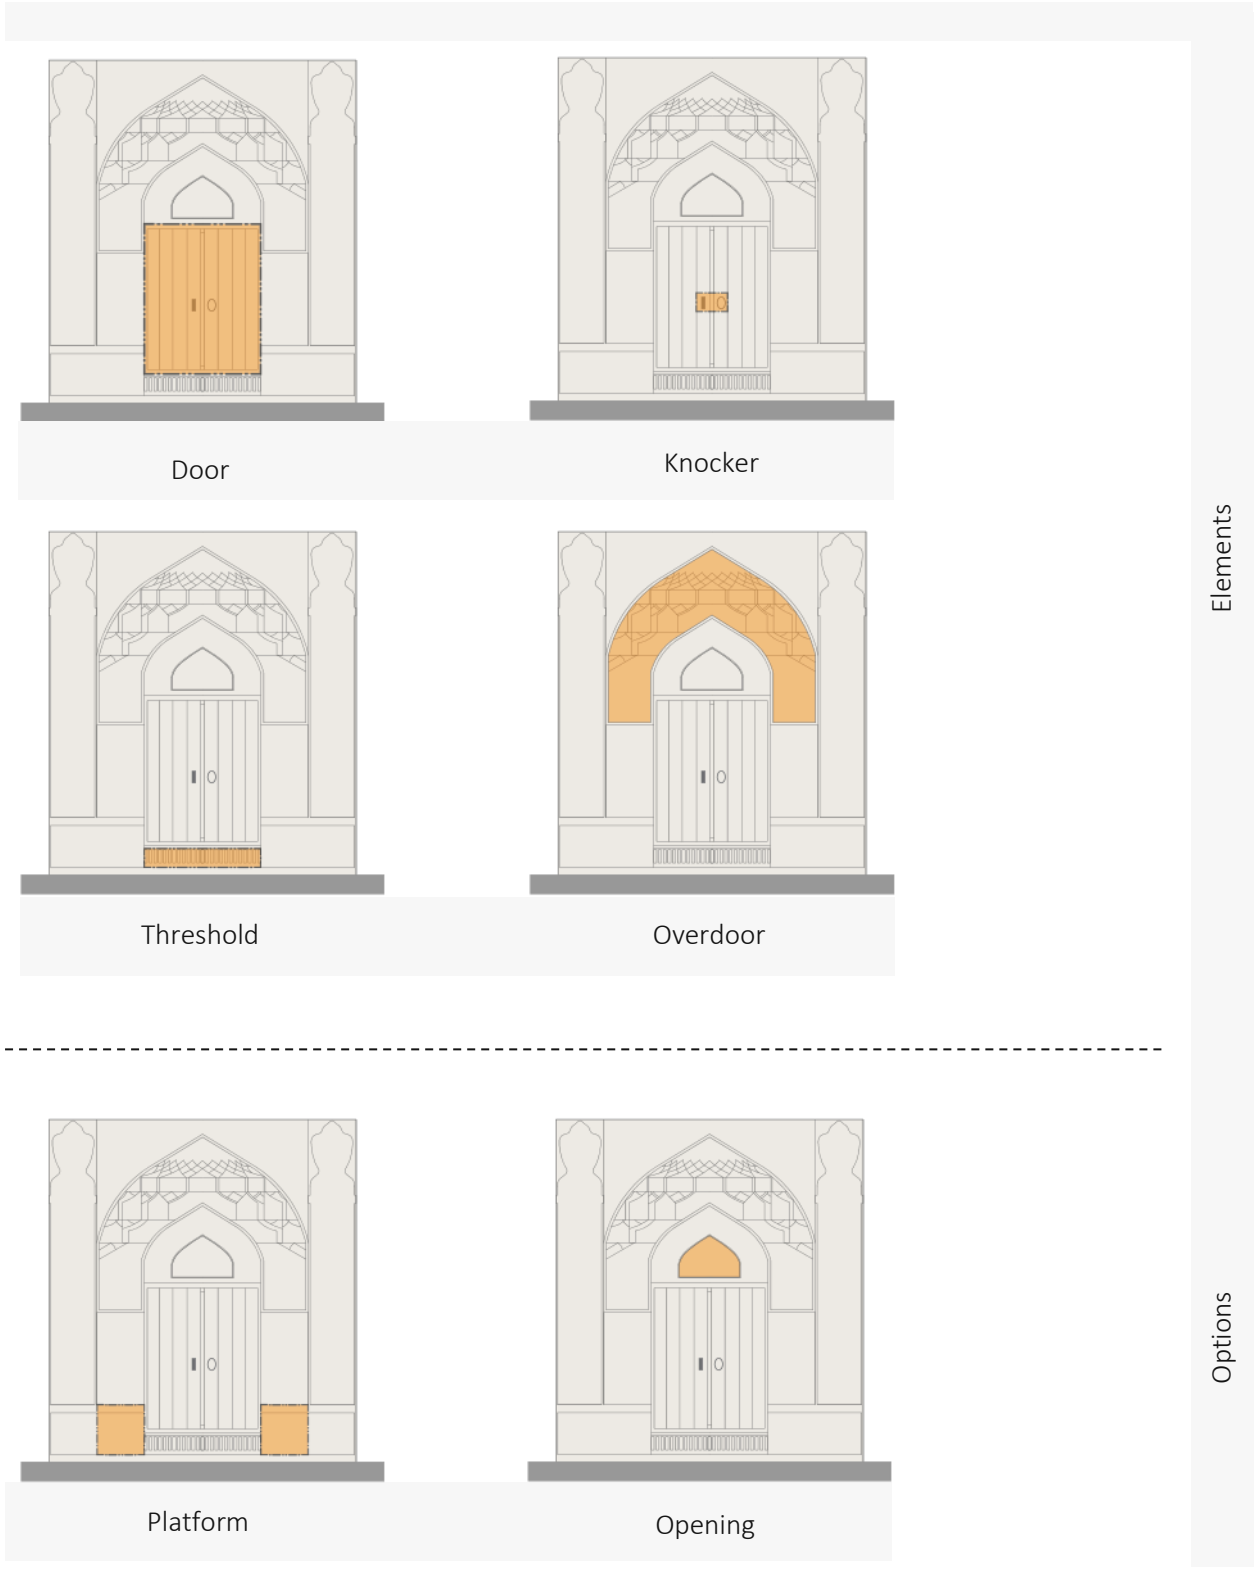 Door
Knocker
Threshold
Overdoor
Elements
Platform
Opening
Options